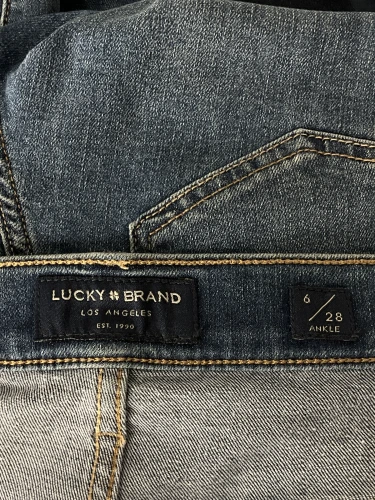 LUCKY BRAND
LOS ANGELES
EST. 1990
6/28
ANKLE